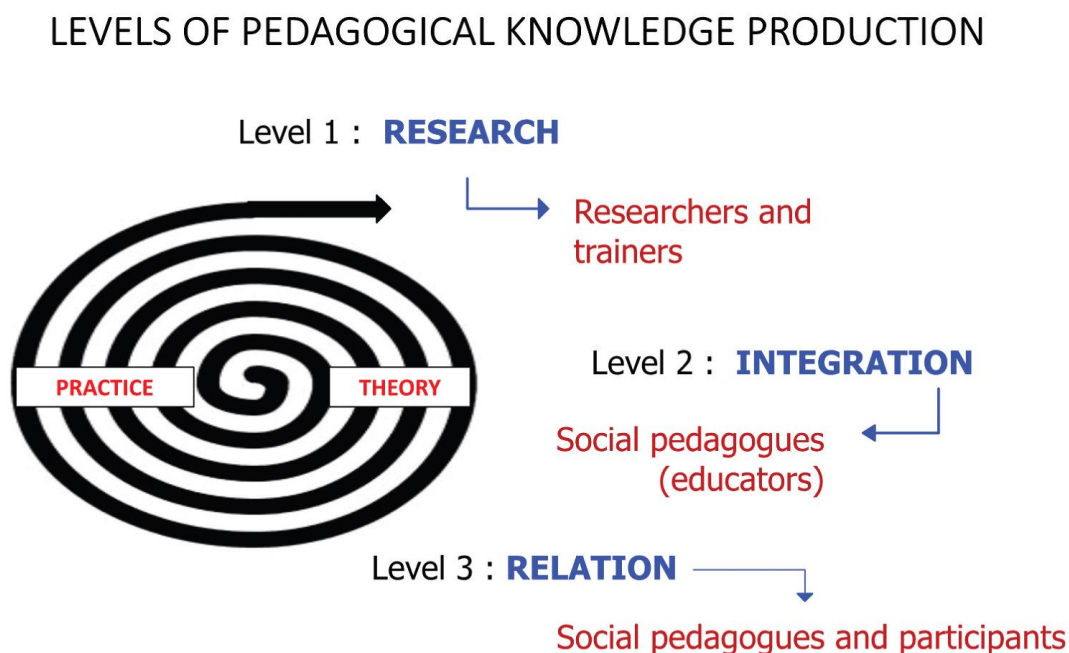 LEVELS OF PEDAGOGICAL KNOWLEDGE PRODUCTION
Level 1 : RESEARCH
Researchers and
trainers
PRACTICE
THEORY
Level 2 : INTEGRATION
Social pedagogues
(educators)
Level 3 : RELATION
Social pedagogues and participants